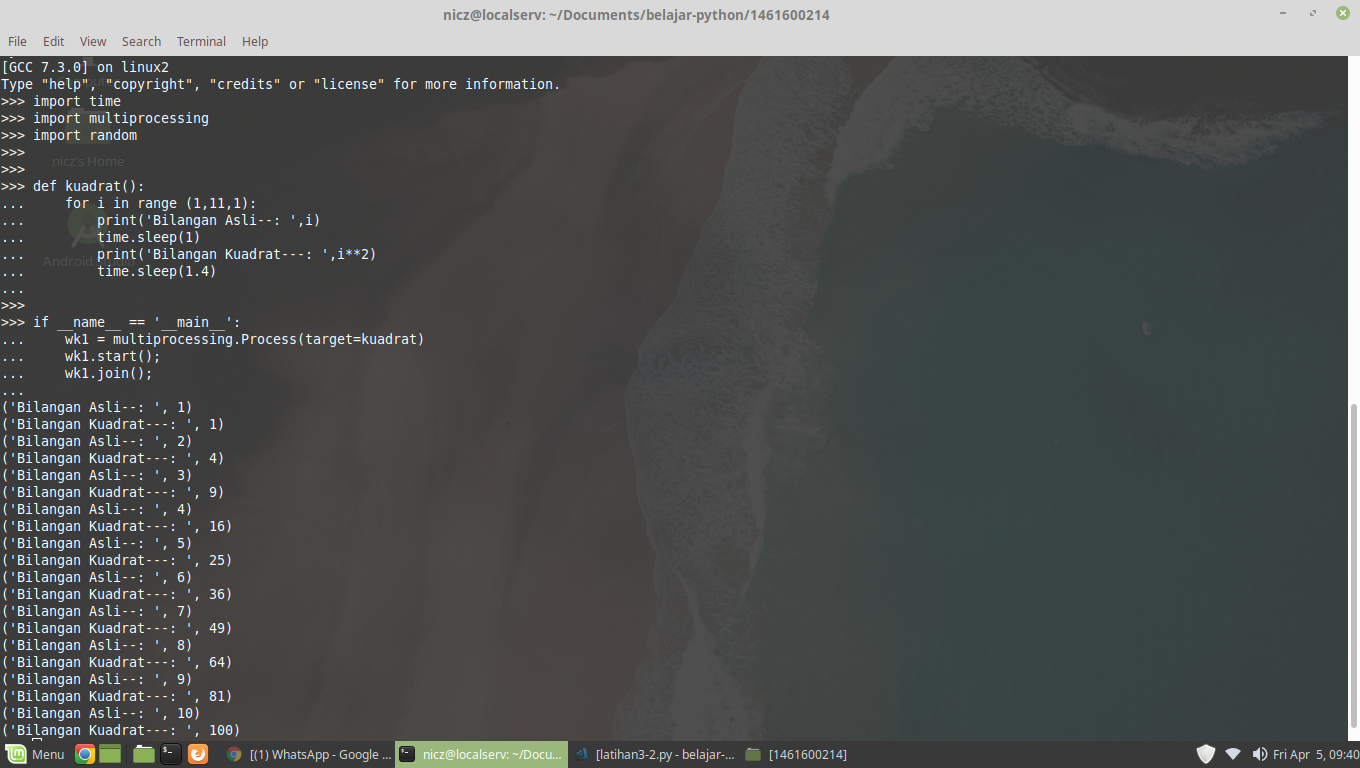 nicz@localserv: ~/Documents/belajar-python/1461600214
File Edit View Search Terminal Help
[GCC 7.3.0] on linux2
Type "help", "copyright", "credits" or "license" for more information.
>>> import time
>>> import multiprocessing
>>> import random
>>>
nicz's Home
>>>
>>> def kuadrat():
...     for i in range (1,11,1):
...         print('Bilangan Asli--: ',i)
...         time.sleep(1)
...         print('Bilangan Kuadrat---: ',i**2)
Android Studio
...         time.sleep(1.4)
...
>>>
>>> if __name__ == '__main__':
...     wk1 = multiprocessing.Process(target=kuadrat)
...     wk1.start();
...     wk1.join();
...
('Bilangan Asli--: ', 1)
('Bilangan Kuadrat---: ', 1)
('Bilangan Asli--: ', 2)
('Bilangan Kuadrat---: ', 4)
('Bilangan Asli--: ', 3)
('Bilangan Kuadrat---: ', 9)
('Bilangan Asli--: ', 4)
('Bilangan Kuadrat---: ', 16)
('Bilangan Asli--: ', 5)
('Bilangan Kuadrat---: ', 25)
('Bilangan Asli--: ', 6)
('Bilangan Kuadrat---: ', 36)
('Bilangan Asli--: ', 7)
('Bilangan Kuadrat---: ', 49)
('Bilangan Asli--: ', 8)
('Bilangan Kuadrat---: ', 64)
('Bilangan Asli--: ', 9)
('Bilangan Kuadrat---: ', 81)
('Bilangan Asli--: ', 10)
('Bilangan Kuadrat---: ', 100)
Menu [(1) WhatsApp - Google ... nicz@localserv: ~/Docu... [latihan3-2.py - belajar-... [1461600214] Fri Apr 5, 09:40